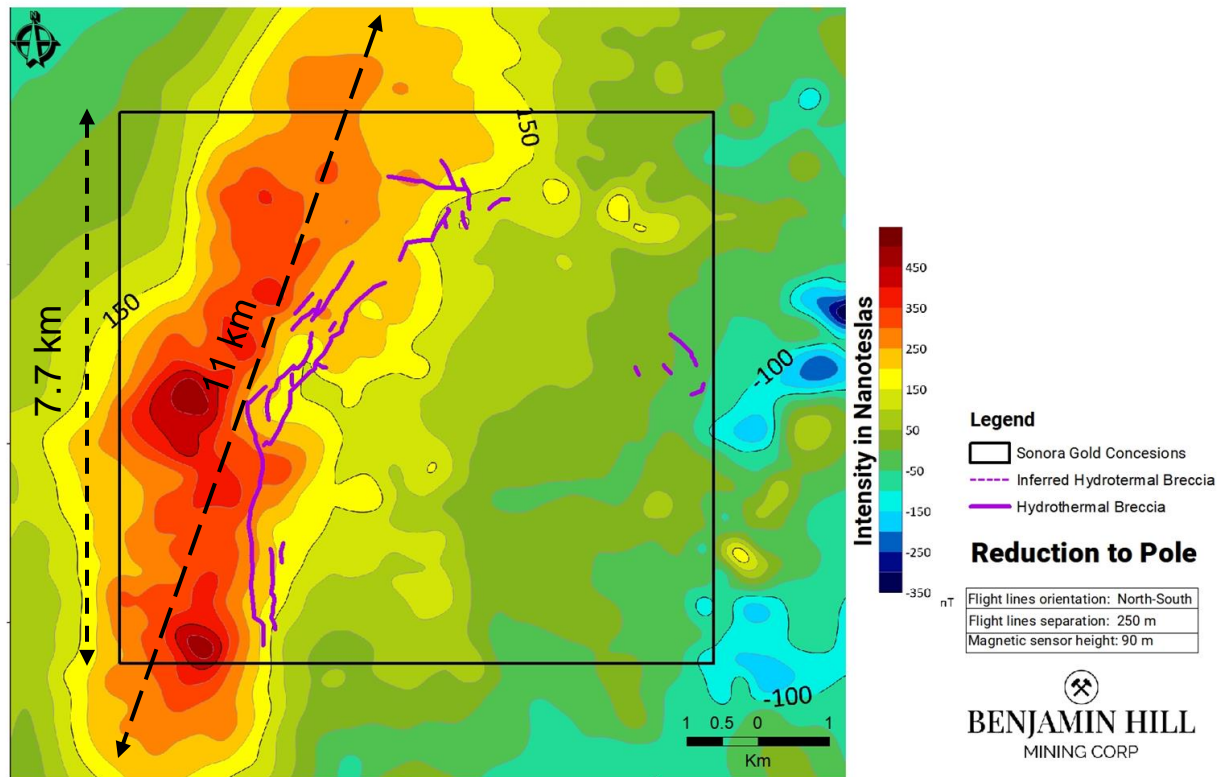 150
150
7.7 km
11 km
-100
-100
1 0.5 0 1
Km
Intensity in Nanoteslas
450
350
250
150
50
-50
-150
-250
-350
nT
Legend
Sonora Gold Concesions
Inferred Hydrotermal Breccia
Hydrothermal Breccia
Reduction to Pole
Flight lines orientation: North-South
Flight lines separation: 250 m
Magnetic sensor height: 90 m
BENJAMIN HILL
MINING CORP